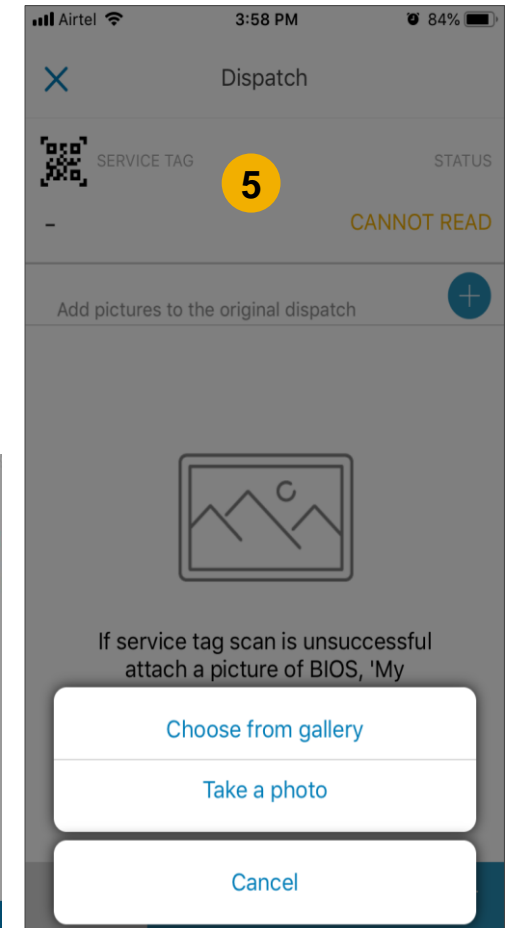 Airtel 3:58 PM 84%
Dispatch
SERVICE TAG 5 STATUS
- CANNOT READ
Add pictures to the original dispatch
If service tag scan is unsuccessful
attach a picture of BIOS, 'My
Choose from gallery
Take a photo
Cancel